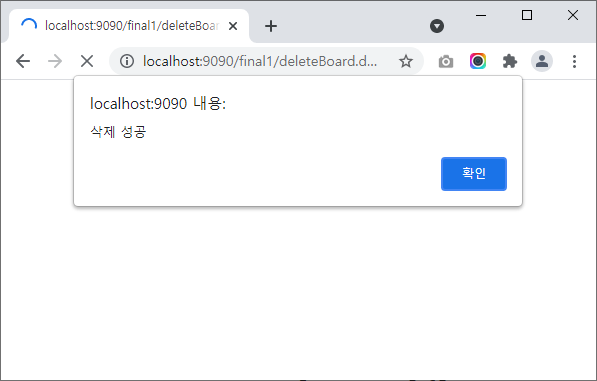 localhost:9090/final1/deleteBoar
localhost:9090/final1/deleteBoard.d...
localhost:9090 내용:
삭제 성공
확인